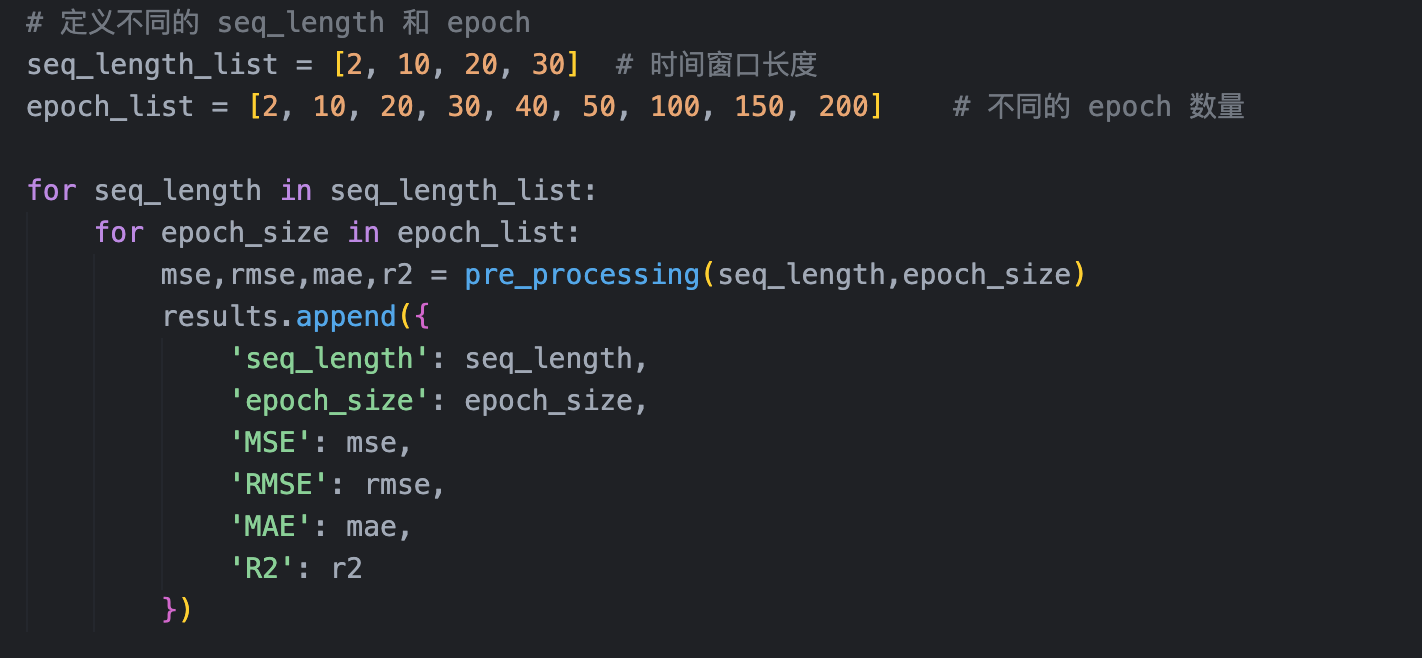 # 定义不同的 seq_length 和 epoch
seq_length_list = [2, 10, 20, 30]  # 时间窗口长度
epoch_list = [2, 10, 20, 30, 40, 50, 100, 150, 200]    # 不同的 epoch 数量

for seq_length in seq_length_list:
    for epoch_size in epoch_list:
        mse,rmse,mae,r2 = pre_processing(seq_length,epoch_size)
        results.append({
            'seq_length': seq_length,
            'epoch_size': epoch_size,
            'MSE': mse,
            'RMSE': rmse,
            'MAE': mae,
            'R2': r2
        })